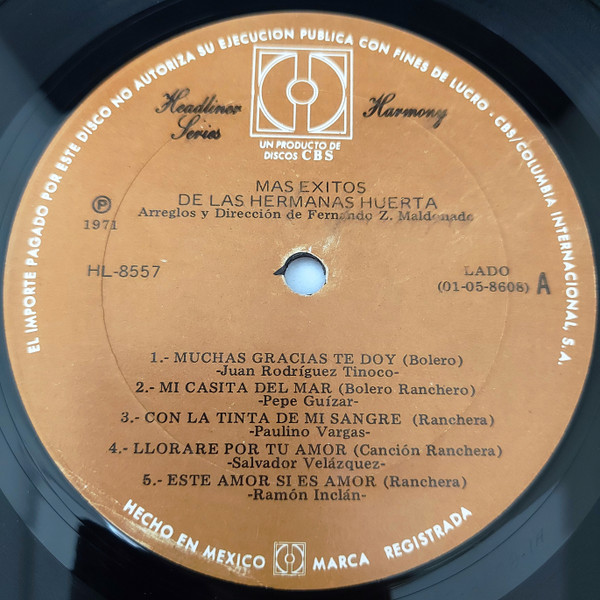 EL IMPORTE PAGADO POR ESTE DISCO NO AUTORIZA SU EJECUCION PUBLICA CON FINES DE LUCRO - CBS/COLUMBIA INTERNACIONAL, S.A.
Headliner Series
Harmony
UN PRODUCTO DE
DISCOS CBS
MAS EXITOS
DE LAS HERMANAS HUERTA
Arreglos y Dirección de Fernando Z. Maldonado
P
1971
HL-8557
LADO
(01-05-8608) A
1.- MUCHAS GRACIAS TE DOY (Bolero)
-Juan Rodríguez Tinoco-
2.- MI CASITA DEL MAR (Bolero Ranchero)
-Pepe Guízar-
3.- CON LA TINTA DE MI SANGRE (Ranchera)
-Paulino Vargas-
4.- LLORARE POR TU AMOR (Canción Ranchera)
-Salvador Velázquez-
5.- ESTE AMOR SI ES AMOR (Ranchera)
-Ramón Inclán-
HECHO EN MEXICO MARCA REGISTRADA